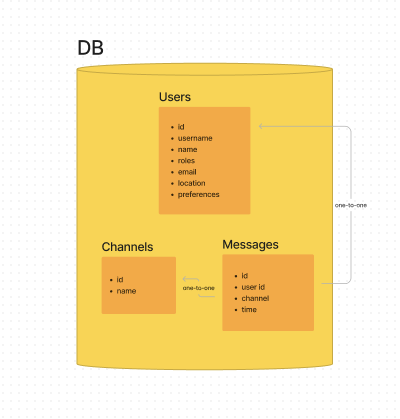 DB
Users
• id
• username
• name
• roles
• email
• location
• preferences
one-to-one
Channels
• id
• name
one-to-one
Messages
• id
• user id
• channel
• time